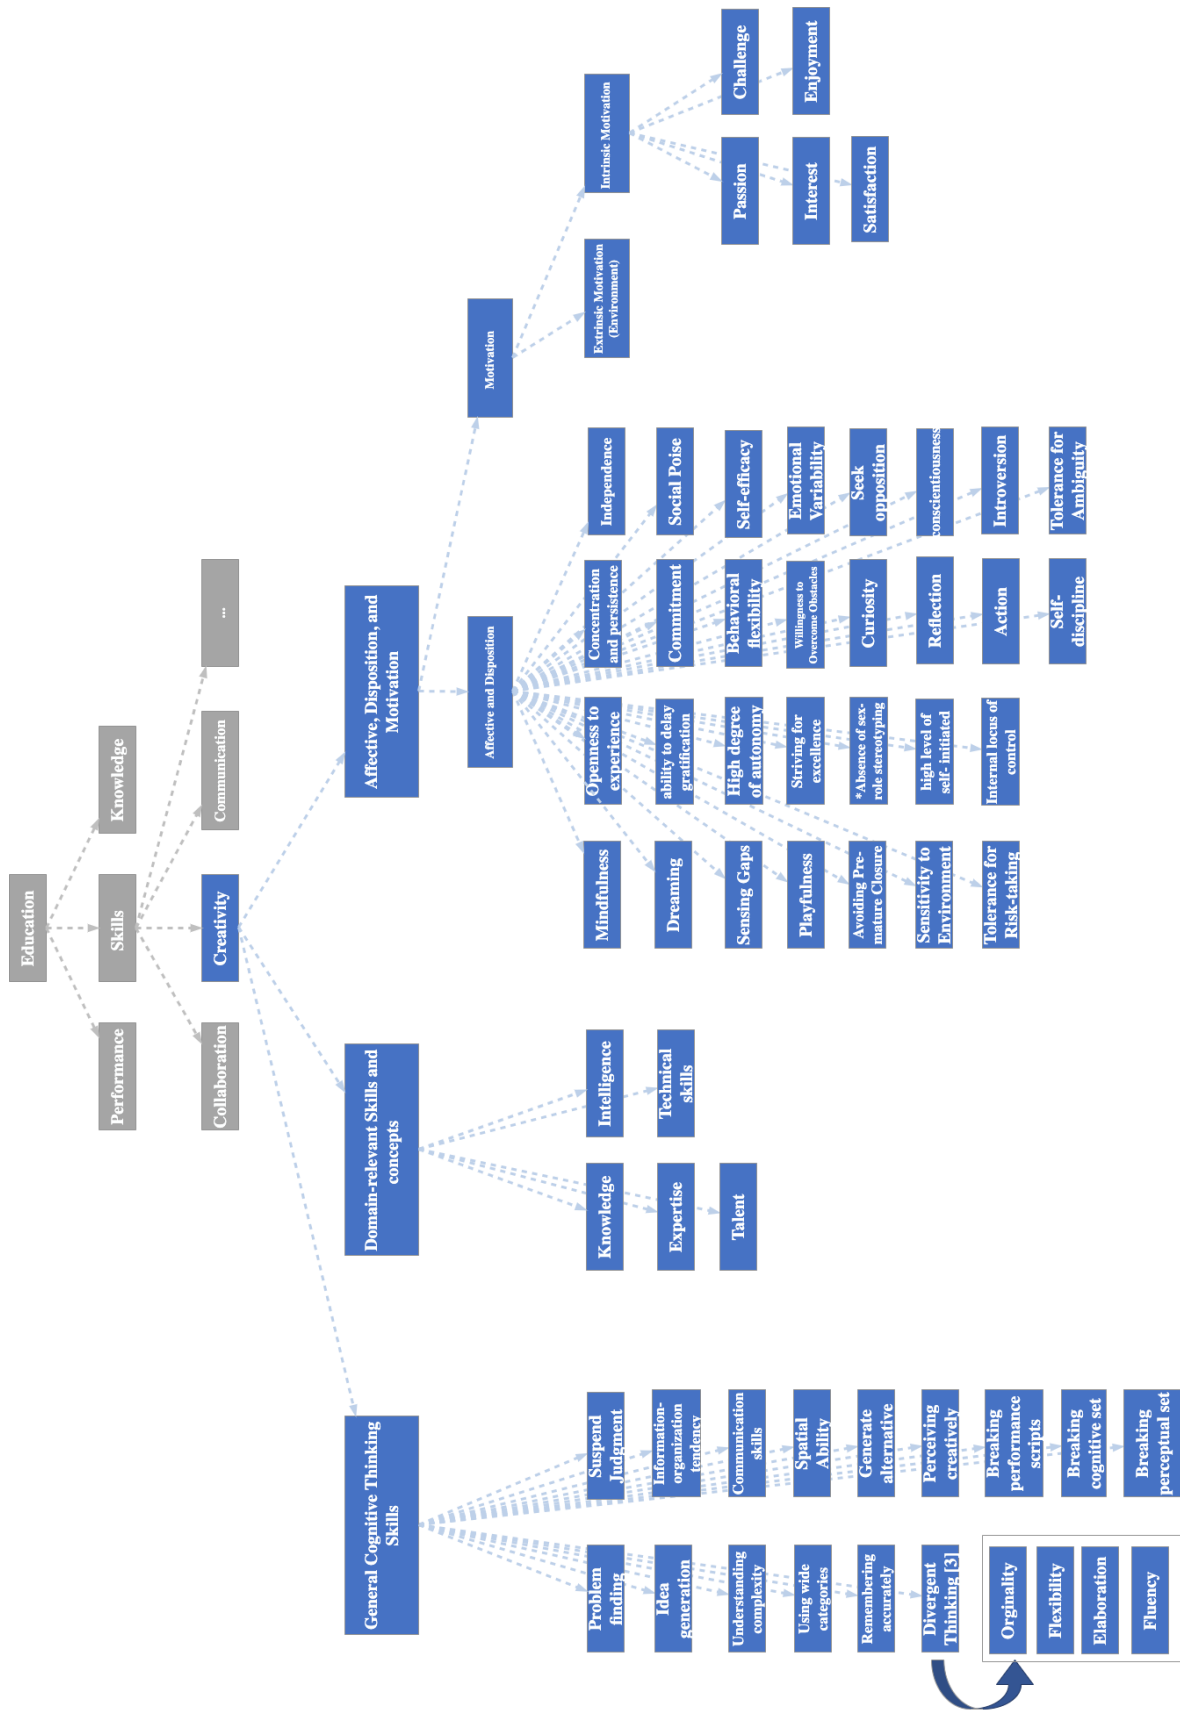 Education
Performance
Skills
Knowledge
Collaboration
Creativity
Communication
...
General Cognitive Thinking
Skills
Domain-relevant Skills and
concepts
Affective, Disposition, and
Motivation
Affective and Disposition
Motivation
Problem
finding
Suspend
Judgment
Idea
generation
Information-
organization
tendency
Understanding
complexity
Communication
skills
Using wide
categories
Spatial
Ability
Remembering
accurately
Generate
alternative
Divergent
Thinking [3]
Perceiving
creatively
Breaking
performance
scripts
Breaking
cognitive set
Breaking
perceptual set
Orginality
Flexibility
Elaboration
Fluency
Knowledge
Intelligence
Expertise
Technical
skills
Talent
Mindfulness
Openness to
experience
Concentration
and persistence
Independence
Dreaming
ability to delay
gratification
Commitment
Social Poise
Sensing Gaps
High degree
of autonomy
Behavioral
flexibility
Self-efficacy
Playfulness
Striving for
excellence
Willingness to
Overcome Obstacles
Emotional
Variability
Avoiding Pre-
mature Closure
*Absence of sex-
role stereotyping
Curiosity
Seek
opposition
Sensitivity to
Environment
high level of
self- initiated
Reflection
conscientiousness
Tolerance for
Risk-taking
Internal locus of
control
Action
Introversion
Self-
discipline
Tolerance for
Ambiguity
Extrinsic Motivation
(Environment)
Intrinsic Motivation
Passion
Challenge
Interest
Enjoyment
Satisfaction